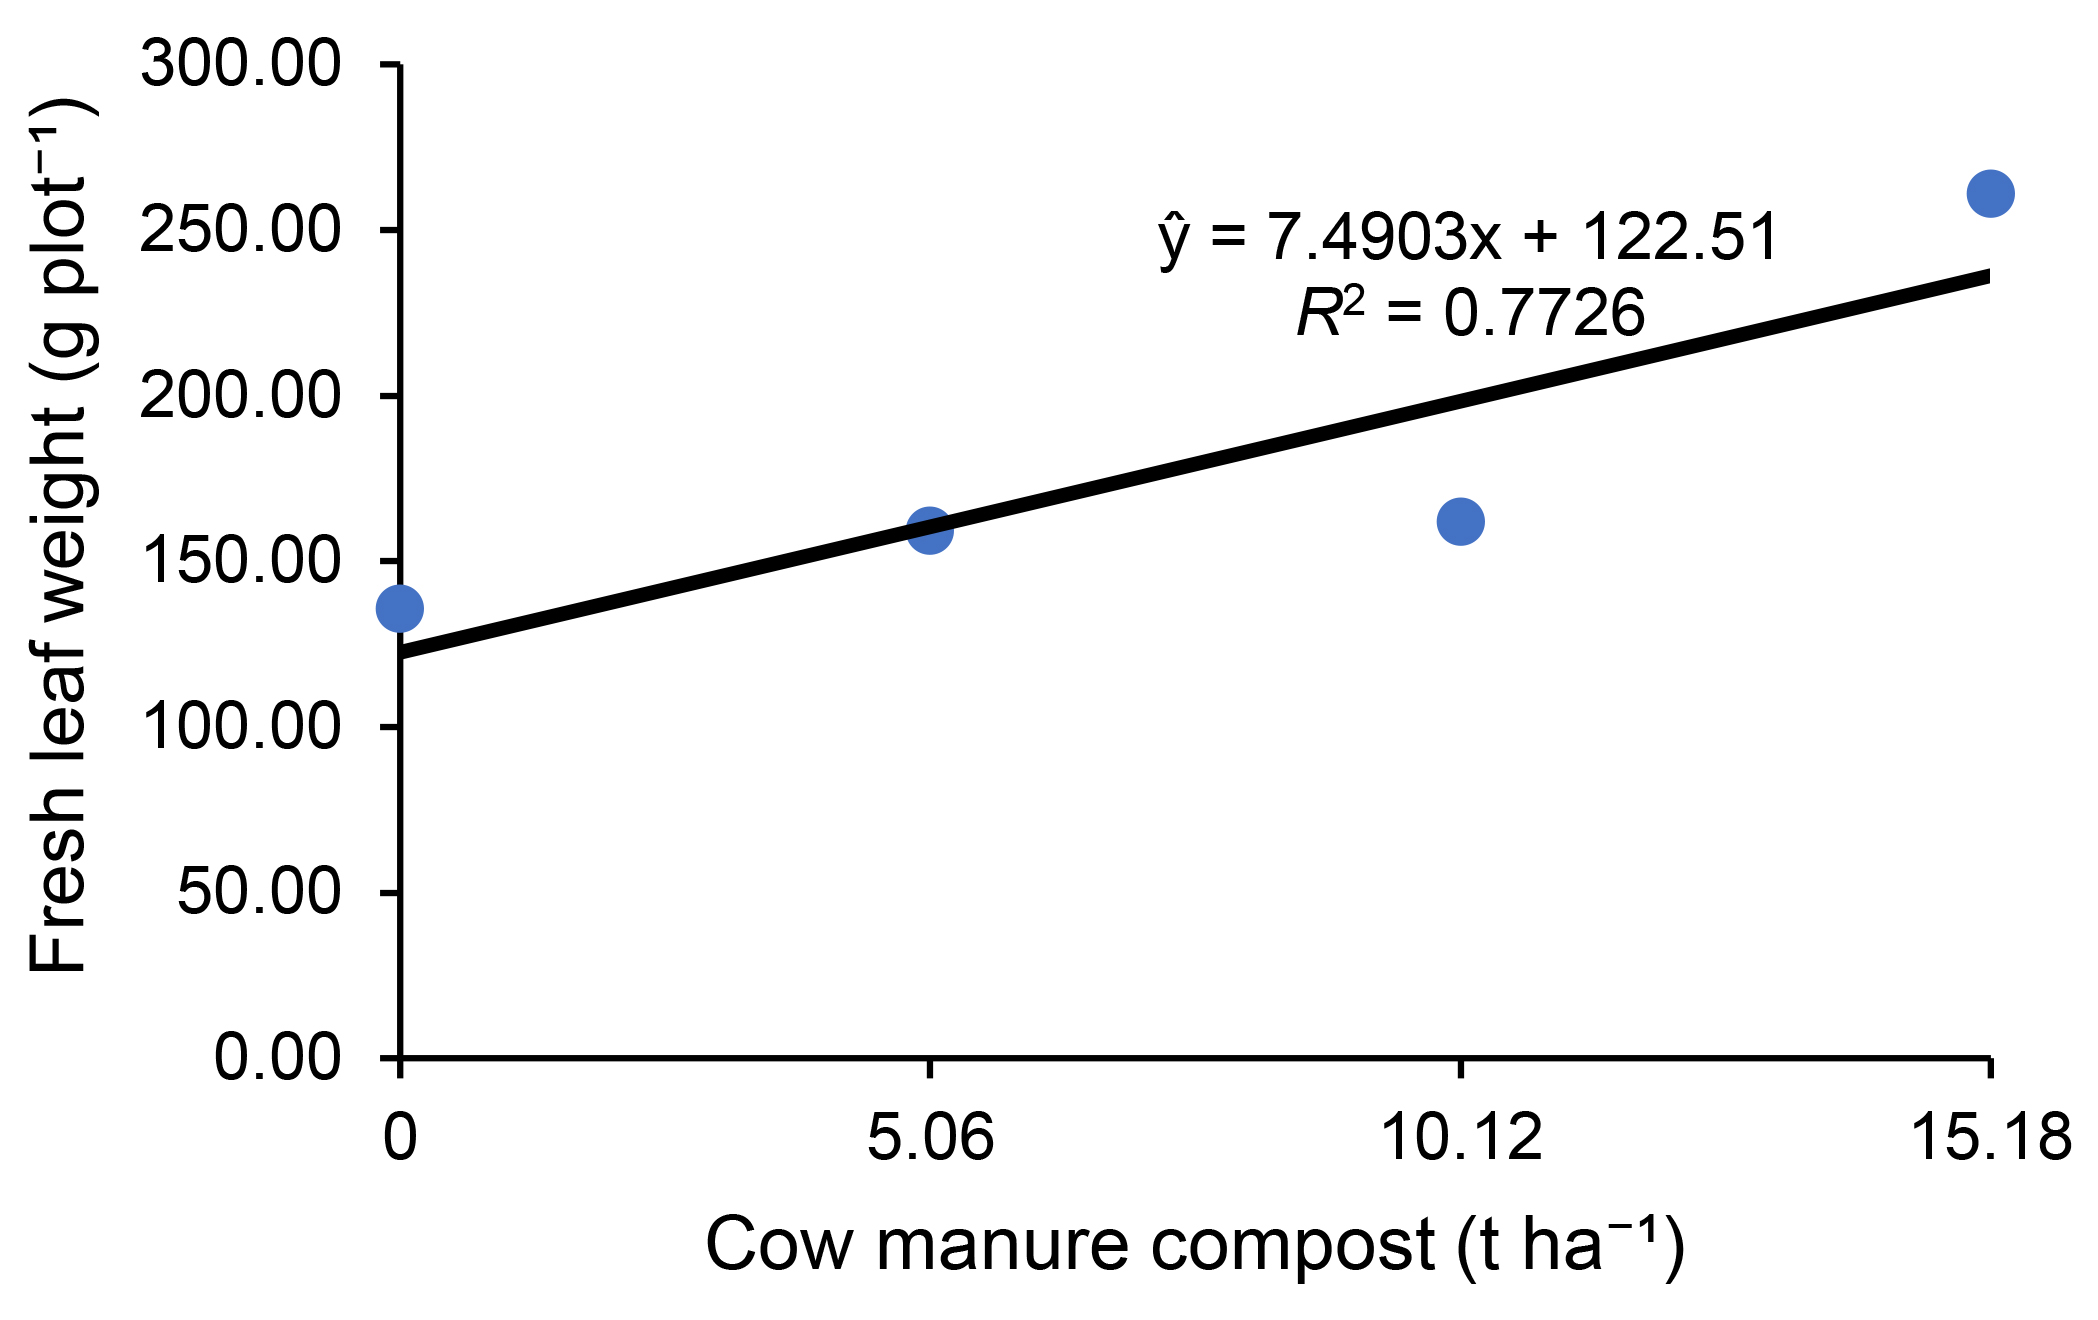 300.00
250.00
200.00
150.00
100.00
50.00
0.00
Fresh leaf weight (g plot⁻¹)
ŷ = 7.4903x + 122.51
R² = 0.7726
0 5.06 10.12 15.18
Cow manure compost (t ha⁻¹)